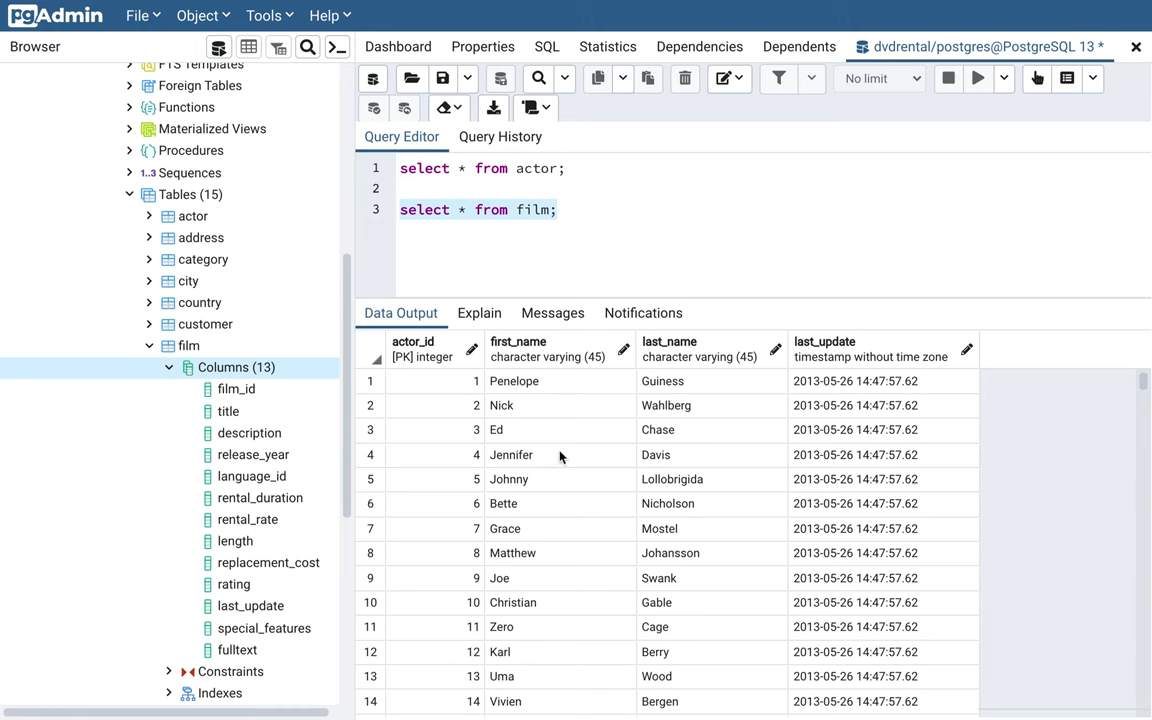 pgAdmin File Object Tools Help
Browser
Dashboard Properties SQL Statistics Dependencies Dependents dvdrental/postgres@PostgreSQL 13 *
FTS Templates
Foreign Tables
Functions
Materialized Views
Procedures
1..3 Sequences
Tables (15)
actor
address
category
city
country
customer
film
Columns (13)
film_id
title
description
release_year
language_id
rental_duration
rental_rate
length
replacement_cost
rating
last_update
special_features
fulltext
Constraints
Indexes
No limit
Query Editor Query History
1 select * from actor;
2
3 select * from film;
Data Output Explain Messages Notifications
actor_id first_name last_name last_update
[PK] integer character varying (45) character varying (45) timestamp without time zone
1 1 Penelope Guiness 2013-05-26 14:47:57.62
2 2 Nick Wahlberg 2013-05-26 14:47:57.62
3 3 Ed Chase 2013-05-26 14:47:57.62
4 4 Jennifer Davis 2013-05-26 14:47:57.62
5 5 Johnny Lollobrigida 2013-05-26 14:47:57.62
6 6 Bette Nicholson 2013-05-26 14:47:57.62
7 7 Grace Mostel 2013-05-26 14:47:57.62
8 8 Matthew Johansson 2013-05-26 14:47:57.62
9 9 Joe Swank 2013-05-26 14:47:57.62
10 10 Christian Gable 2013-05-26 14:47:57.62
11 11 Zero Cage 2013-05-26 14:47:57.62
12 12 Karl Berry 2013-05-26 14:47:57.62
13 13 Uma Wood 2013-05-26 14:47:57.62
14 14 Vivien Bergen 2013-05-26 14:47:57.62